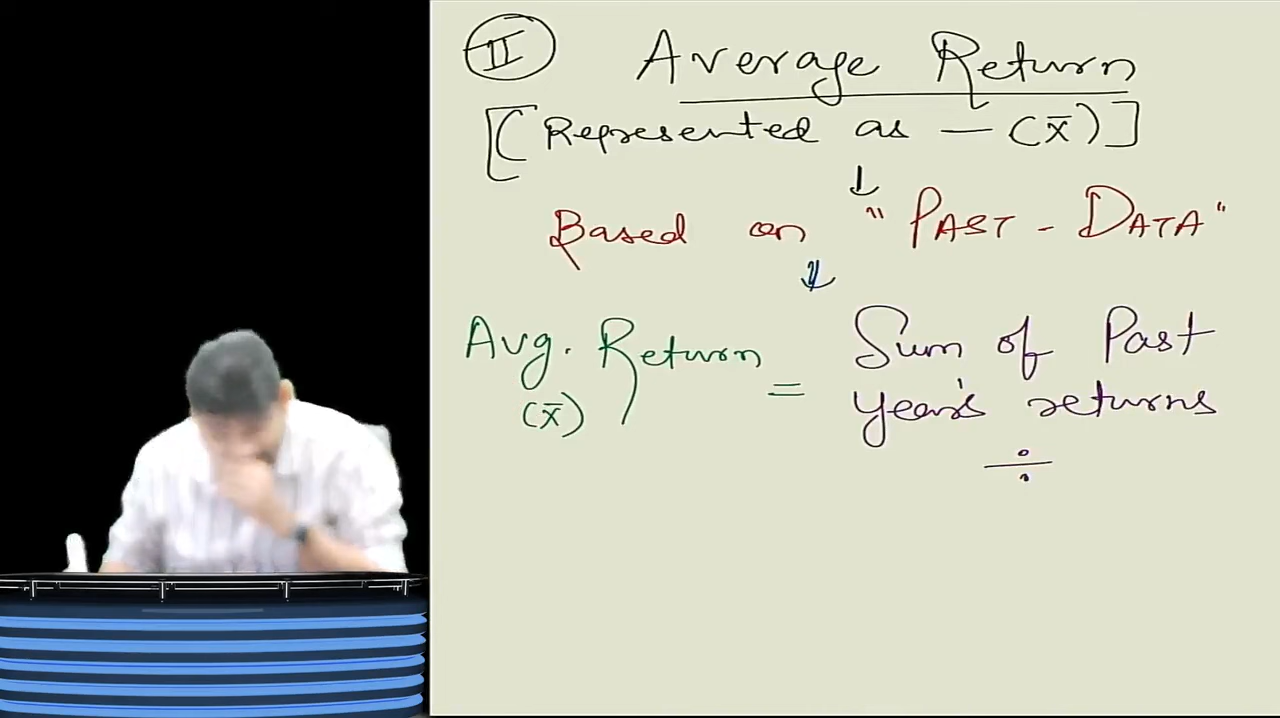 II Average Return
[(Represented as – (x̄)]
↓
Based on "PAST - DATA"
↓
Avg. Return (x̄) = Sum of Past
year's returns
÷